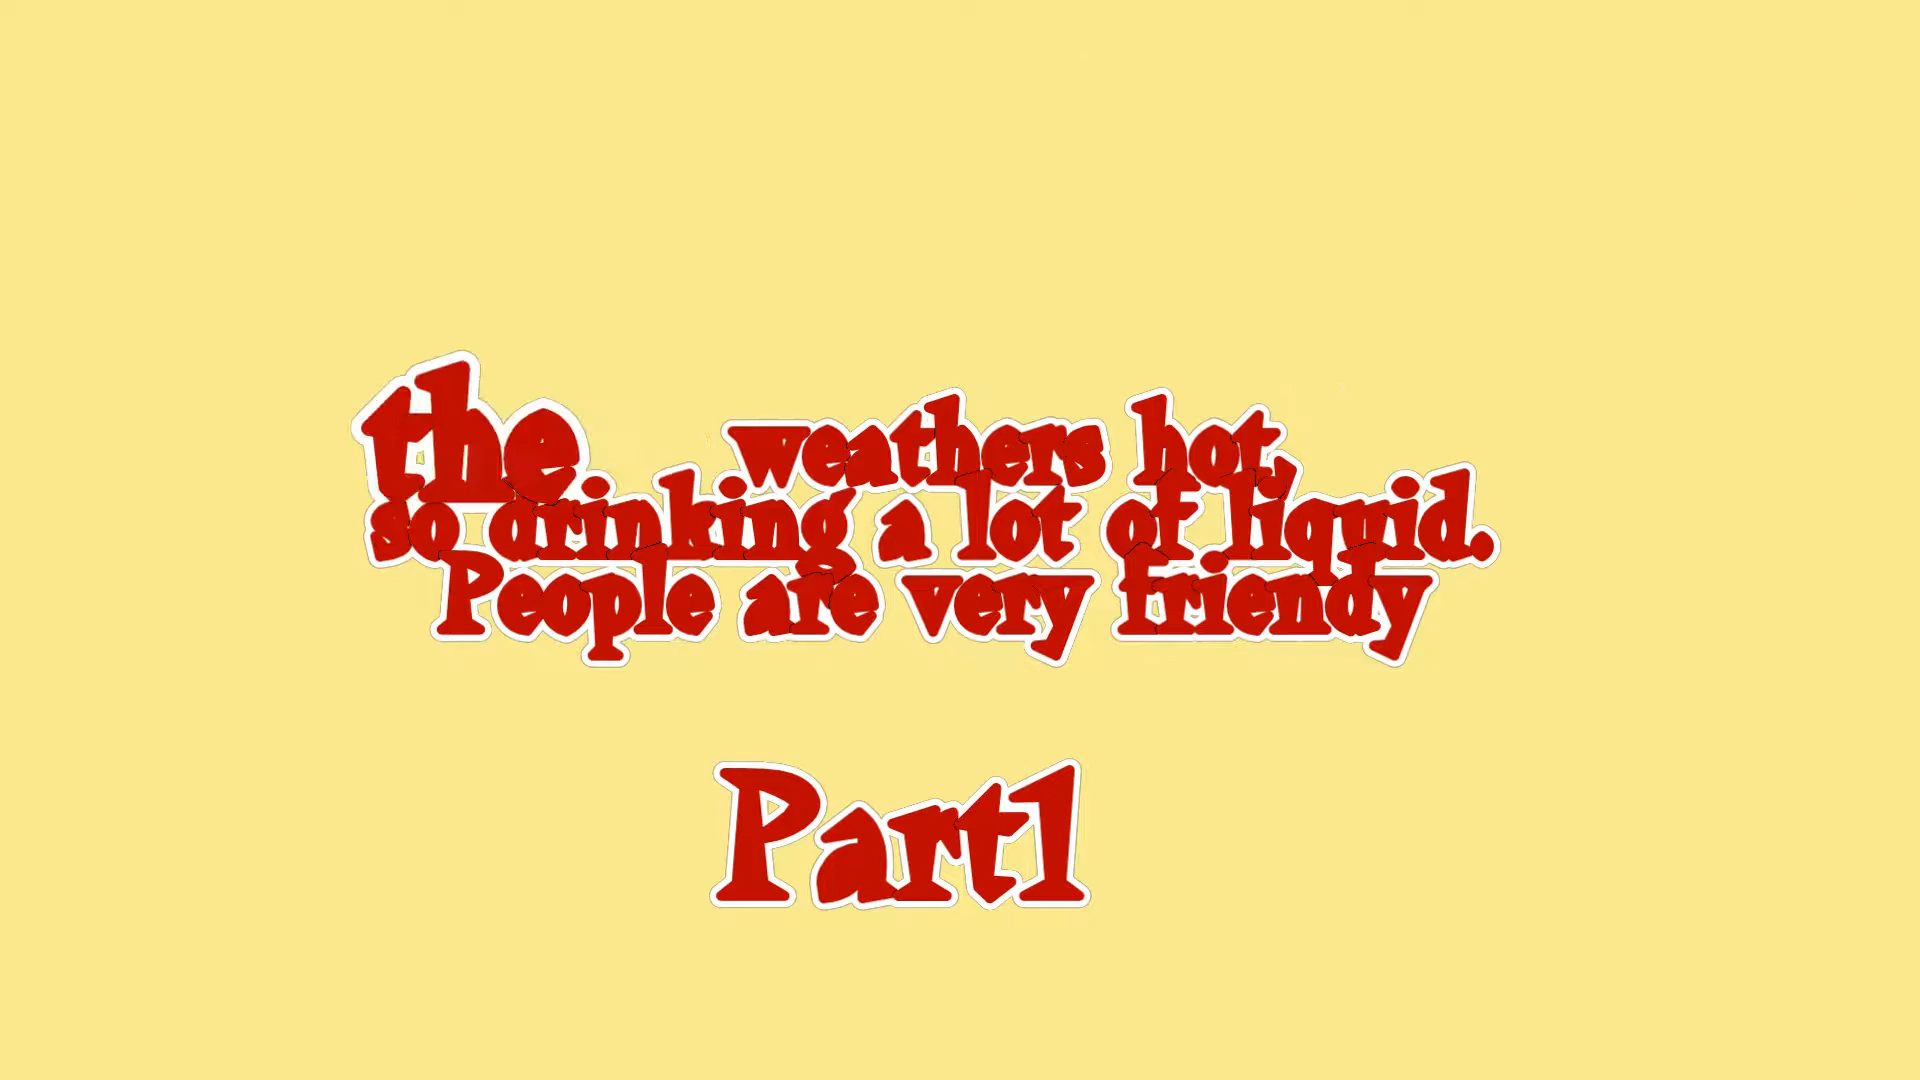 the weathers hot,
so drinking a lot of liquid.
People are very friendy
Part1